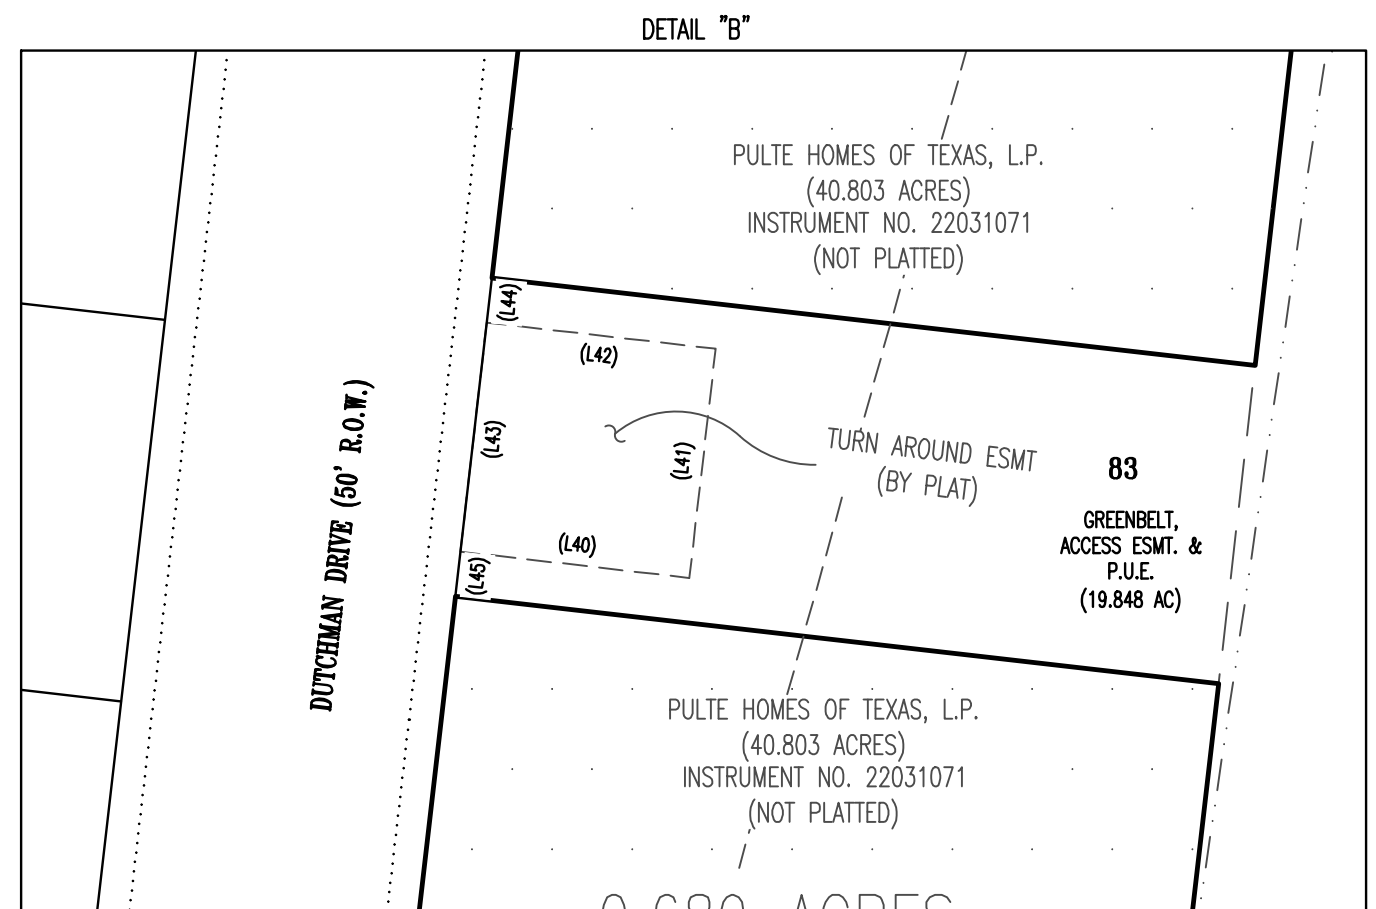 DETAIL "B"
PULTE HOMES OF TEXAS, L.P.
(40.803 ACRES)
INSTRUMENT NO. 22031071
(NOT PLATTED)
(L44)
(L42)
DUTCHMAN DRIVE (50' R.O.W.)
(L43)
(L41)
TURN AROUND ESMT
(BY PLAT)
83
GREENBELT,
ACCESS ESMT. &
P.U.E.
(19.848 AC)
(L40)
(L45)
PULTE HOMES OF TEXAS, L.P.
(40.803 ACRES)
INSTRUMENT NO. 22031071
(NOT PLATTED)
ACRES